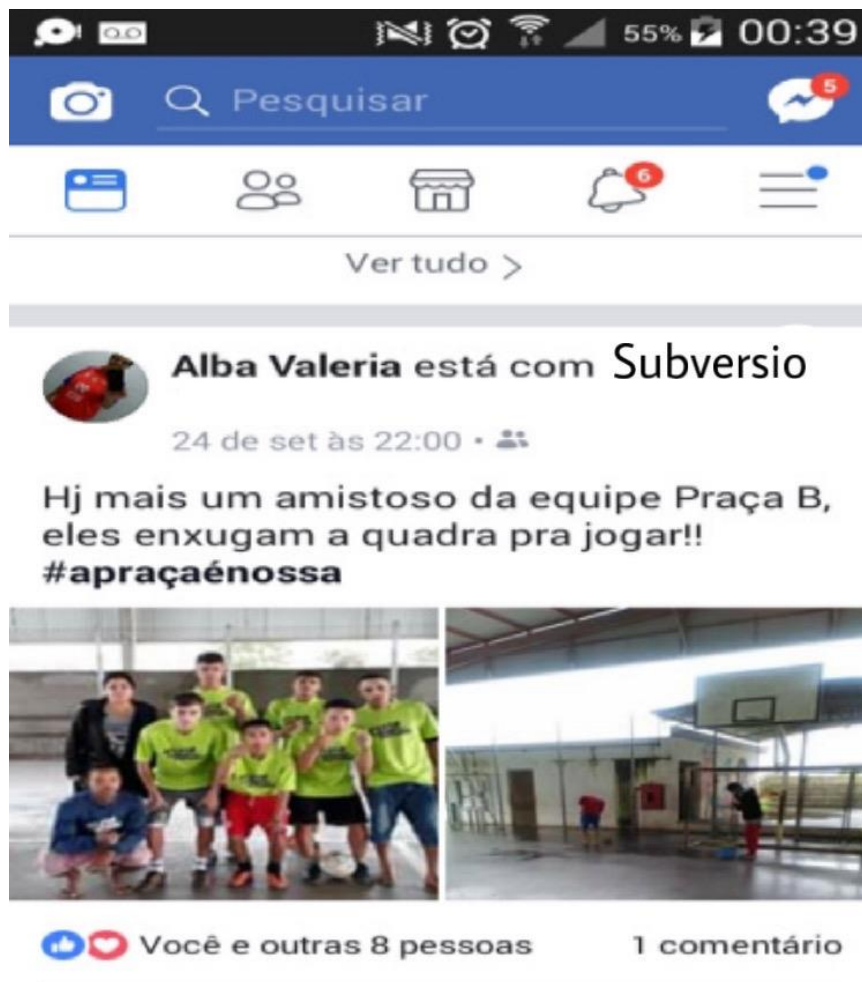 55% 00:39
Pesquisar
5
6
Ver tudo >
Alba Valeria está com Subversio
24 de set às 22:00 •
Hj mais um amistoso da equipe Praça B,
eles enxugam a quadra pra jogar!!
#apraçaénossa
Você e outras 8 pessoas 1 comentário